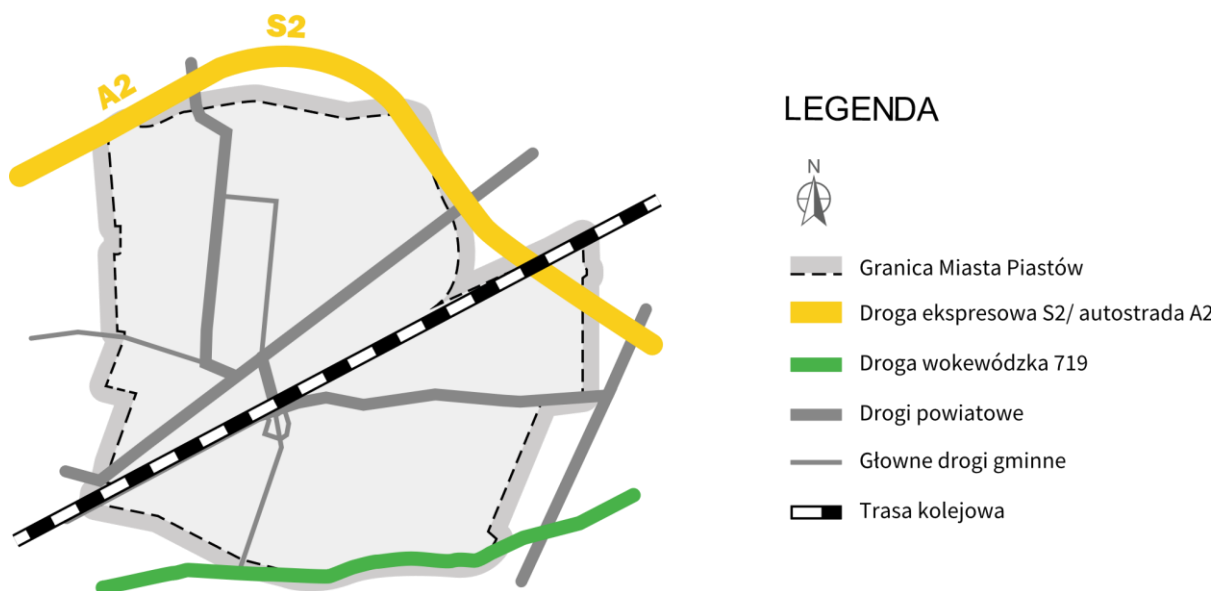 S2
A2
LEGENDA
N
Granica Miasta Piastów
Droga ekspresowa S2/ autostrada A2
Droga wokewódzka 719
Drogi powiatowe
Głowne drogi gminne
Trasa kolejowa